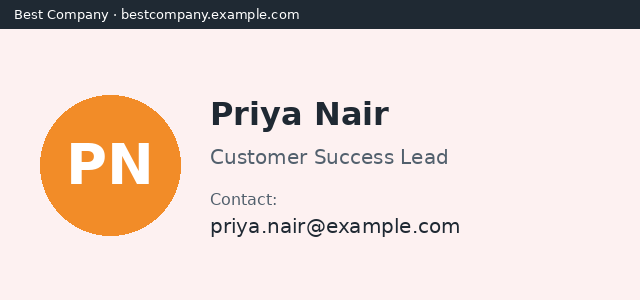 Best Company · bestcompany.example.com
PN
Priya Nair
Customer Success Lead
Contact:
priya.nair@example.com